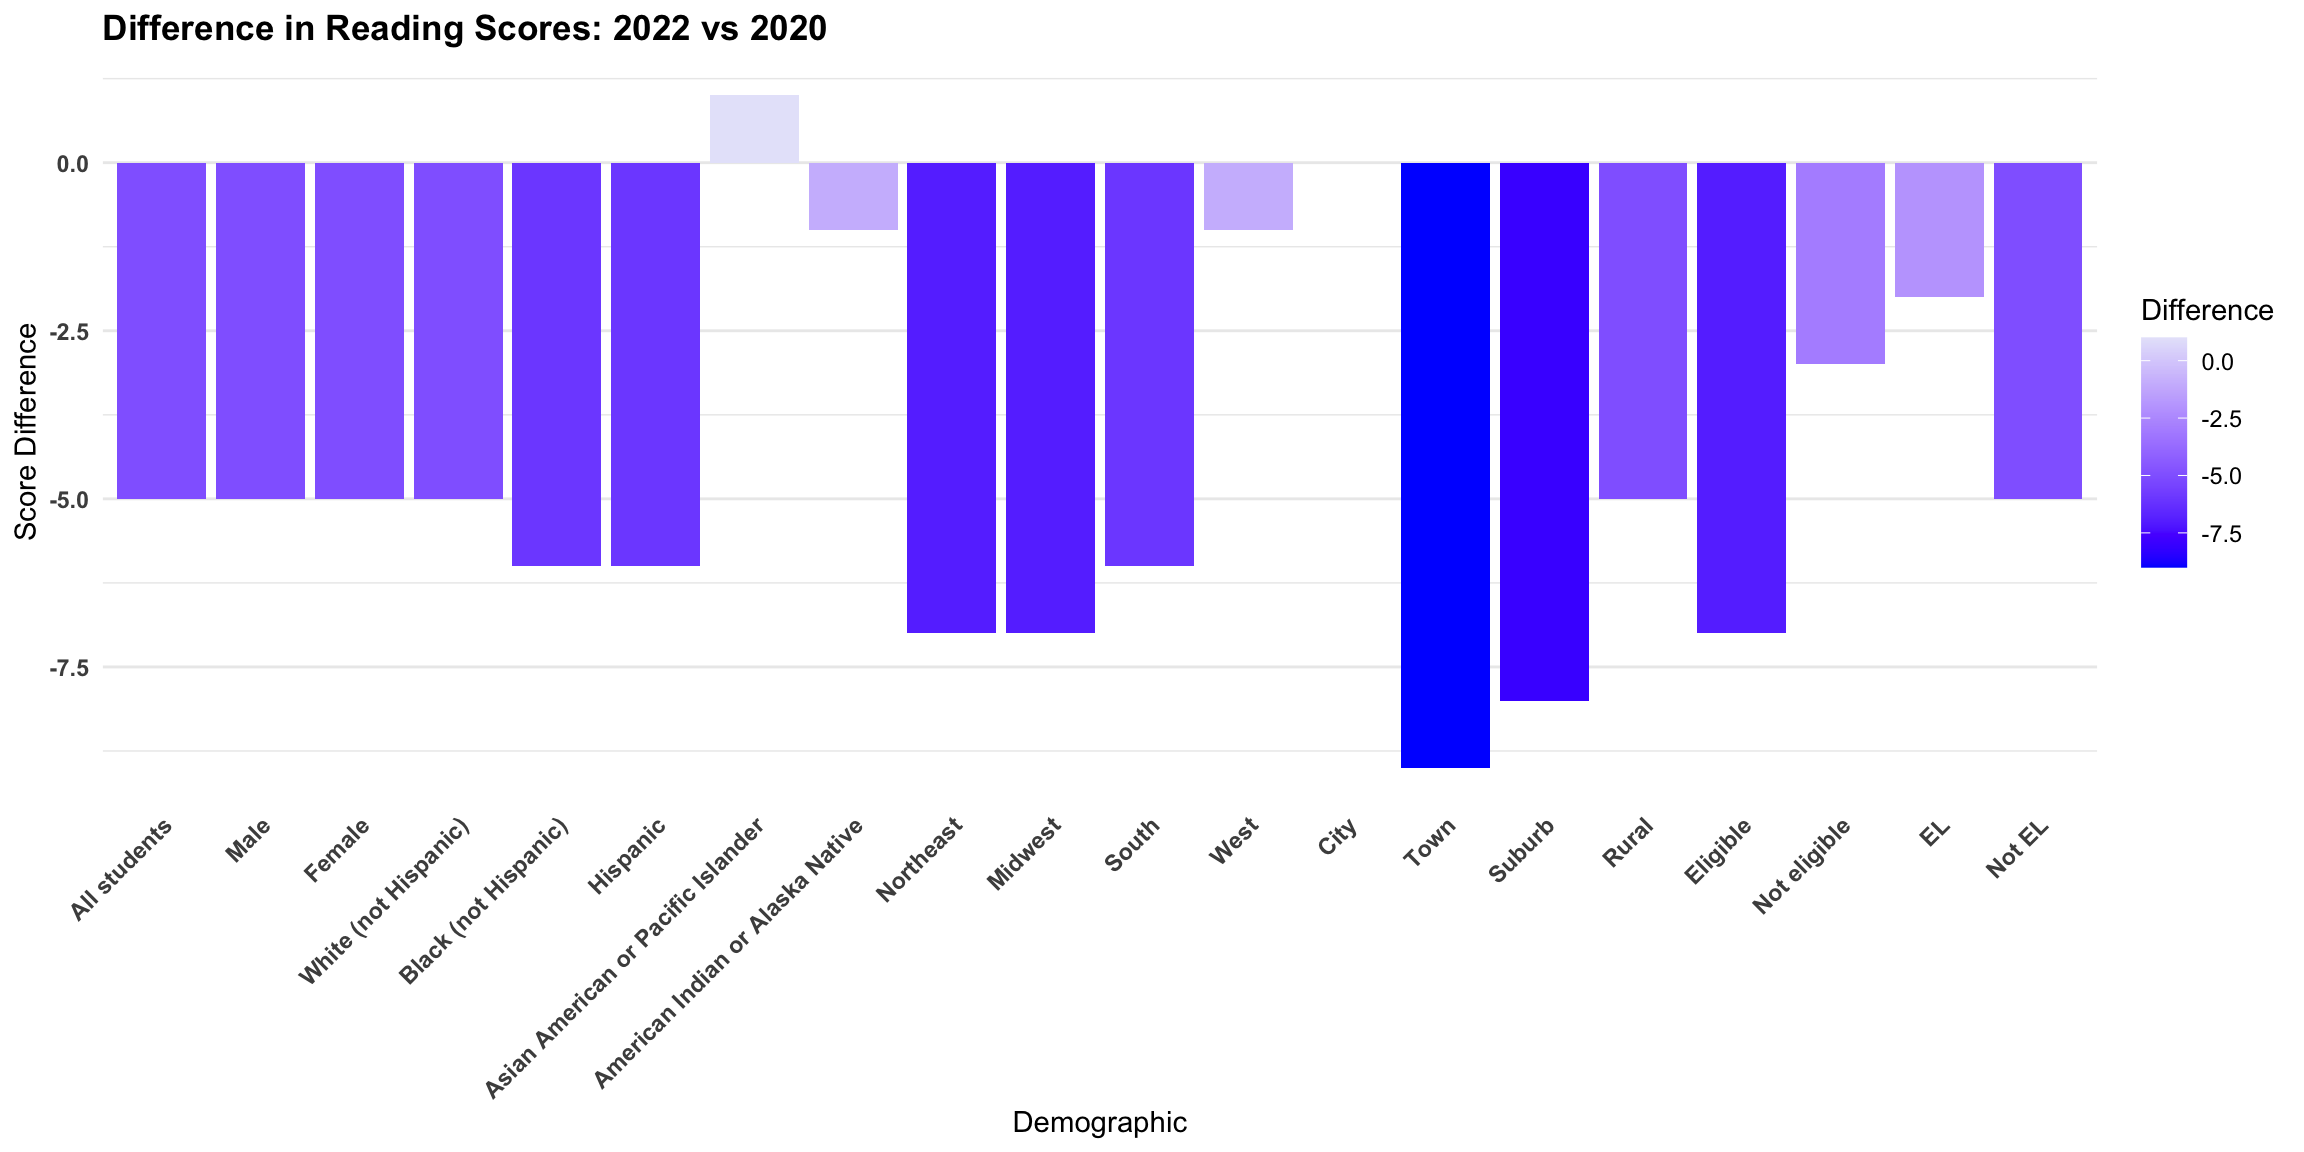 Difference in Reading Scores: 2022 vs 2020
Score Difference
0.0
-2.5
-5.0
-7.5
All students
Male
Female
White (not Hispanic)
Black (not Hispanic)
Hispanic
Asian American or Pacific Islander
American Indian or Alaska Native
Northeast
Midwest
South
West
City
Town
Suburb
Rural
Eligible
Not eligible
EL
Not EL
Demographic
Difference
0.0
-2.5
-5.0
-7.5